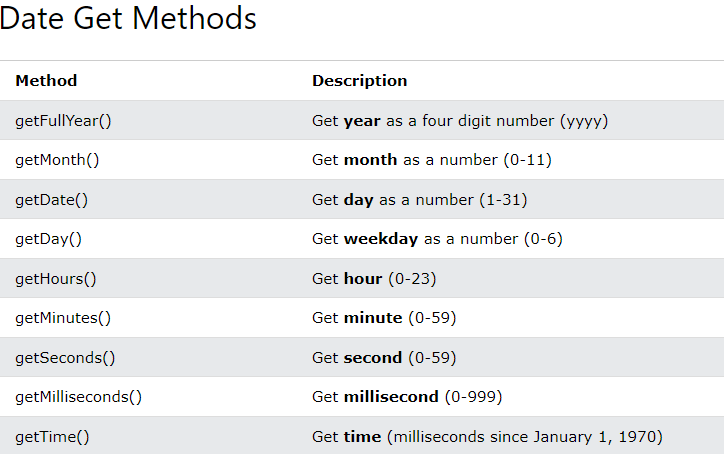 Date Get Methods
Method Description
getFullYear() Get year as a four digit number (yyyy)
getMonth() Get month as a number (0-11)
getDate() Get day as a number (1-31)
getDay() Get weekday as a number (0-6)
getHours() Get hour (0-23)
getMinutes() Get minute (0-59)
getSeconds() Get second (0-59)
getMilliseconds() Get millisecond (0-999)
getTime() Get time (milliseconds since January 1, 1970)